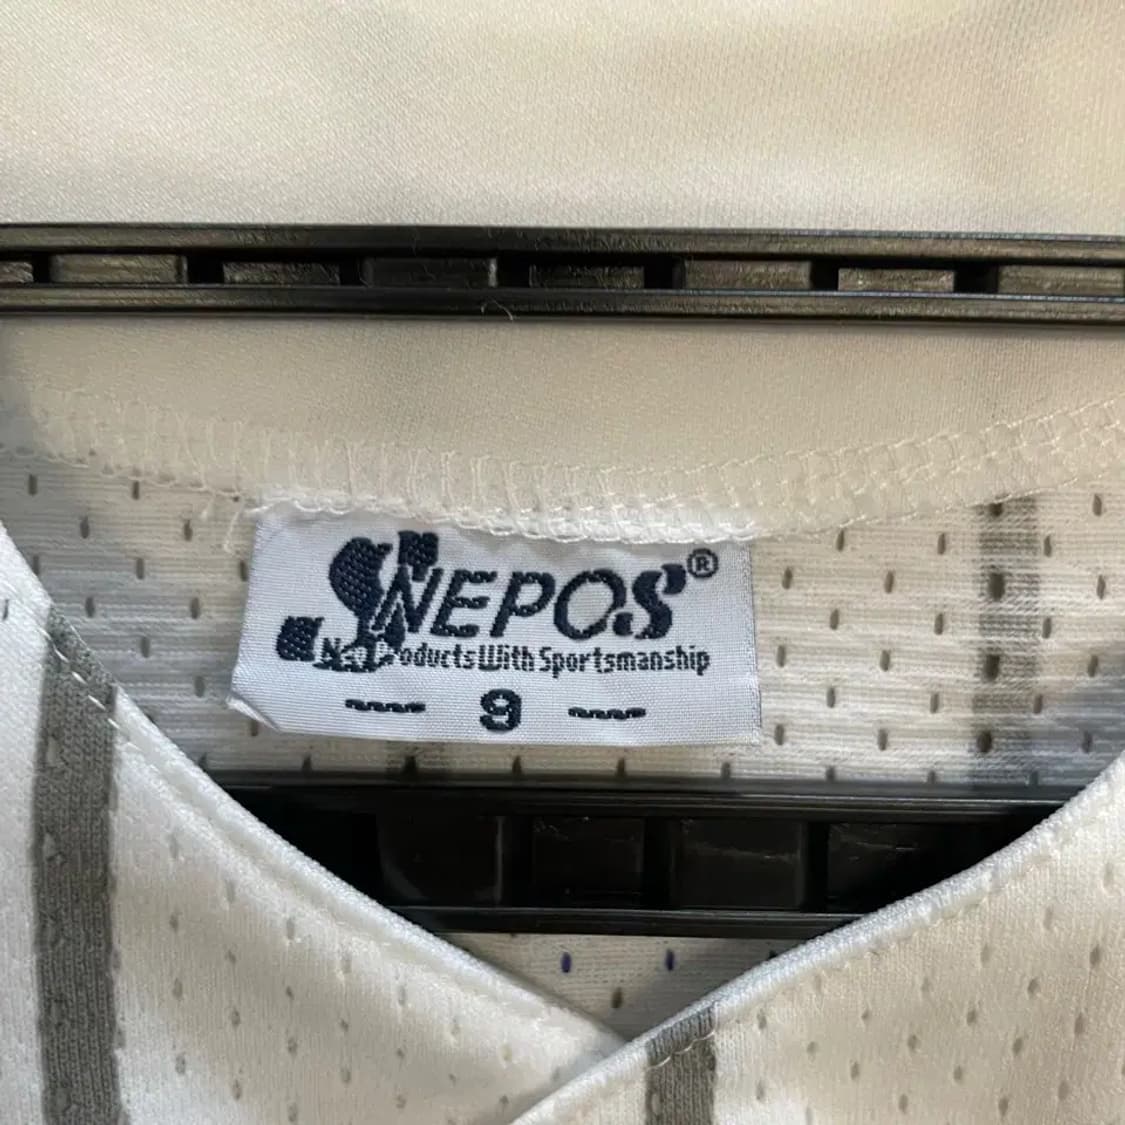 NEPOS®
Products With Sportsmanship
— 9 —